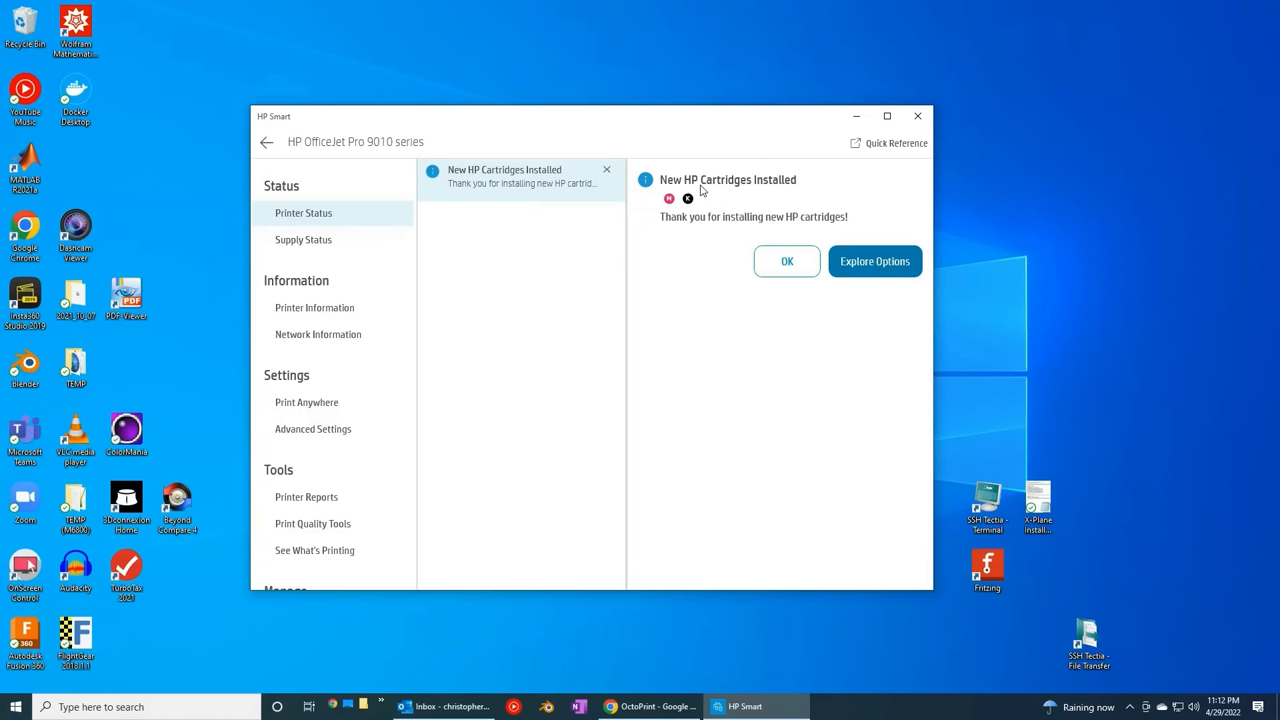 Recycle Bin
Wolfram
Mathemati...
YouTube
Music
Docker
Desktop
MATLAB
R2021a
Google
Chrome
Dashcam
Viewer
Insta360
Studio 2019
2021_10_07
PDF-Viewer
Blender
TEMP
Microsoft
Teams
VLC media
player
ColorMania
Zoom
TEMP
(M6800)
3Dconnexion
Home
Beyond
Compare 4
OnScreen
Control
Audacity
TurboTax
2021
Autodesk
Fusion 360
FlightGear
2018.1.1
HP Smart
HP OfficeJet Pro 9010 series
Quick Reference
Status
Printer Status
Supply Status
Information
Printer Information
Network Information
Settings
Print Anywhere
Advanced Settings
Tools
Printer Reports
Print Quality Tools
See What's Printing
Manage
New HP Cartridges Installed
Thank you for installing new HP cartrid...
New HP Cartridges Installed
M K
Thank you for installing new HP cartridges!
OK
Explore Options
SSH Tectia -
Terminal
X-Plane
Install...
Fritzing
SSH Tectia -
File Transfer
Type here to search
Inbox - christopher...
OctoPrint - Google ...
HP Smart
Raining now
11:12 PM
4/29/2022